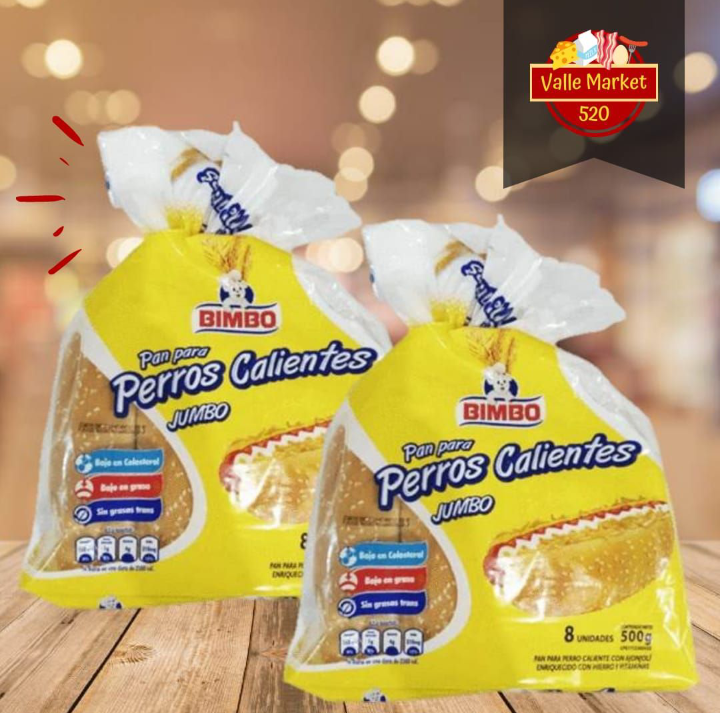 Valle Market
520
BIMBO
Pan para
Perros Calientes
JUMBO
Bajo en Colesterol
Bajo en grasa
Sin grasas trans
8
BIMBO
Pan para
Perros Calientes
JUMBO
Bajo en Colesterol
Bajo en grasa
Sin grasas trans
8 UNIDADES
500g
PAN PARA PERRO CALIENTE CON AJONJOLÍ
ENRIQUECIDO CON HIERRO Y VITAMINAS